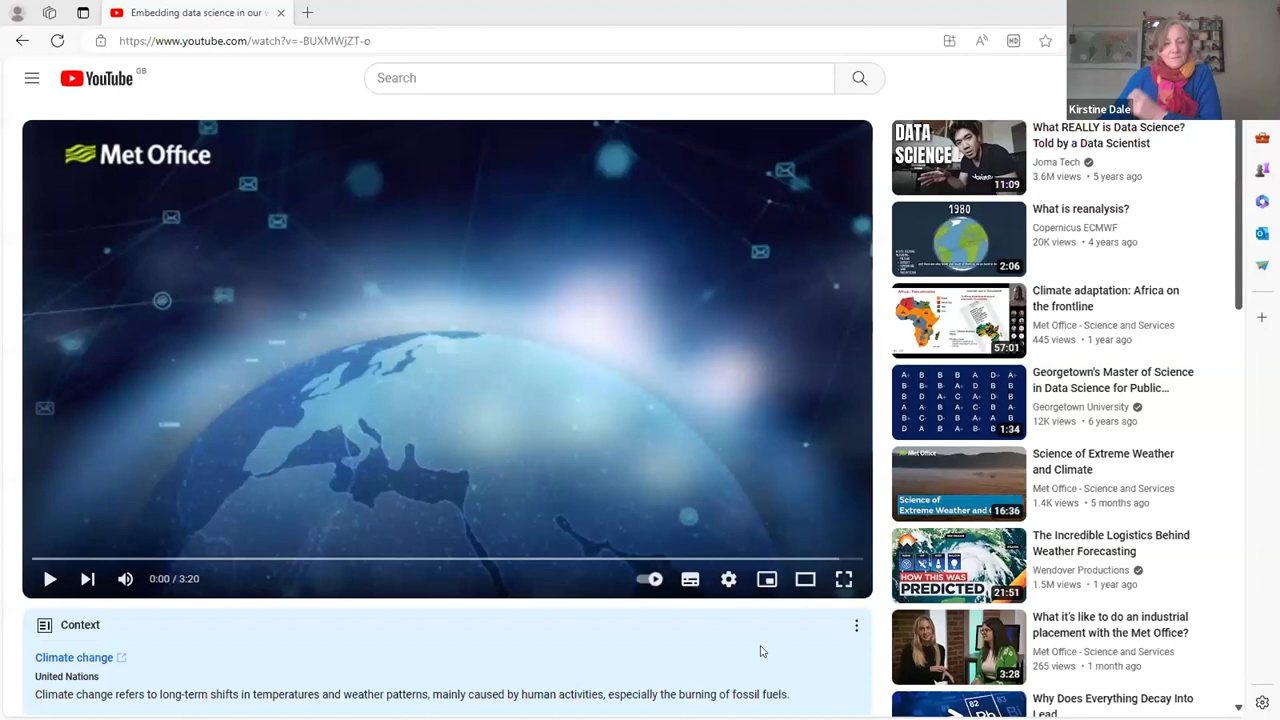 Embedding data science in our v
https://www.youtube.com/watch?v=-BUXMWjZT-o
YouTube GB
Search
Kirstine Dale
Met Office
0:00 / 3:20
Context
Climate change
United Nations
Climate change refers to long-term shifts in temperatures and weather patterns, mainly caused by human activities, especially the burning of fossil fuels.
DATA
SCIENCE
11:09
What REALLY is Data Science?
Told by a Data Scientist
Joma Tech
3.6M views • 5 years ago
1980
2:06
What is reanalysis?
Copernicus ECMWF
20K views • 4 years ago
57:01
Climate adaptation: Africa on
the frontline
Met Office - Science and Services
445 views • 1 year ago
1:34
Georgetown's Master of Science
in Data Science for Public...
Georgetown University
12K views • 6 years ago
Met Office
Science of
Extreme Weather and
16:36
Science of Extreme Weather
and Climate
Met Office - Science and Services
1.4K views • 5 months ago
HOW THIS WAS
PREDICTED
21:51
The Incredible Logistics Behind
Weather Forecasting
Wendover Productions
1.5M views • 1 year ago
3:28
What it's like to do an industrial
placement with the Met Office?
Met Office - Science and Services
265 views • 1 month ago
82
Pb
Why Does Everything Decay Into
Lead